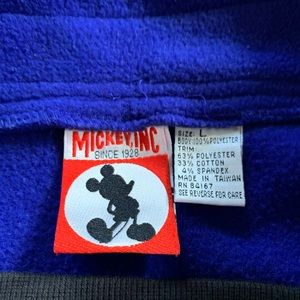 MICKEY, INC
SINCE 1928
SIZE: L
BODY: 100% POLYESTER
TRIM:
63% POLYESTER
33% COTTON
4% SPANDEX
MADE IN TAIWAN
RN 84167
SEE REVERSE FOR CARE